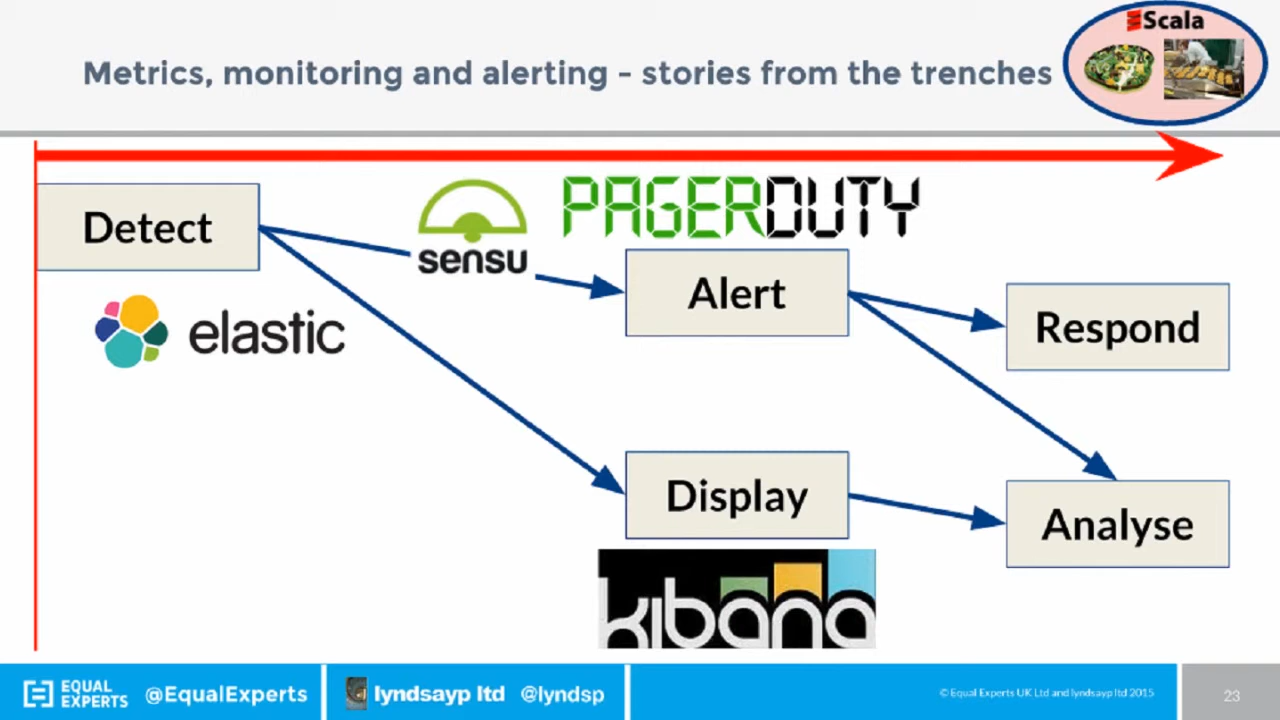 Scala
Metrics, monitoring and alerting - stories from the trenches
Detect
sensu
PAGERDUTY
Alert
elastic
Respond
Display
Analyse
kibana
EQUAL
EXPERTS
@EqualExperts
lyndsayp ltd @lyndsp
© Equal Experts UK Ltd and lyndsayp ltd 2015
23